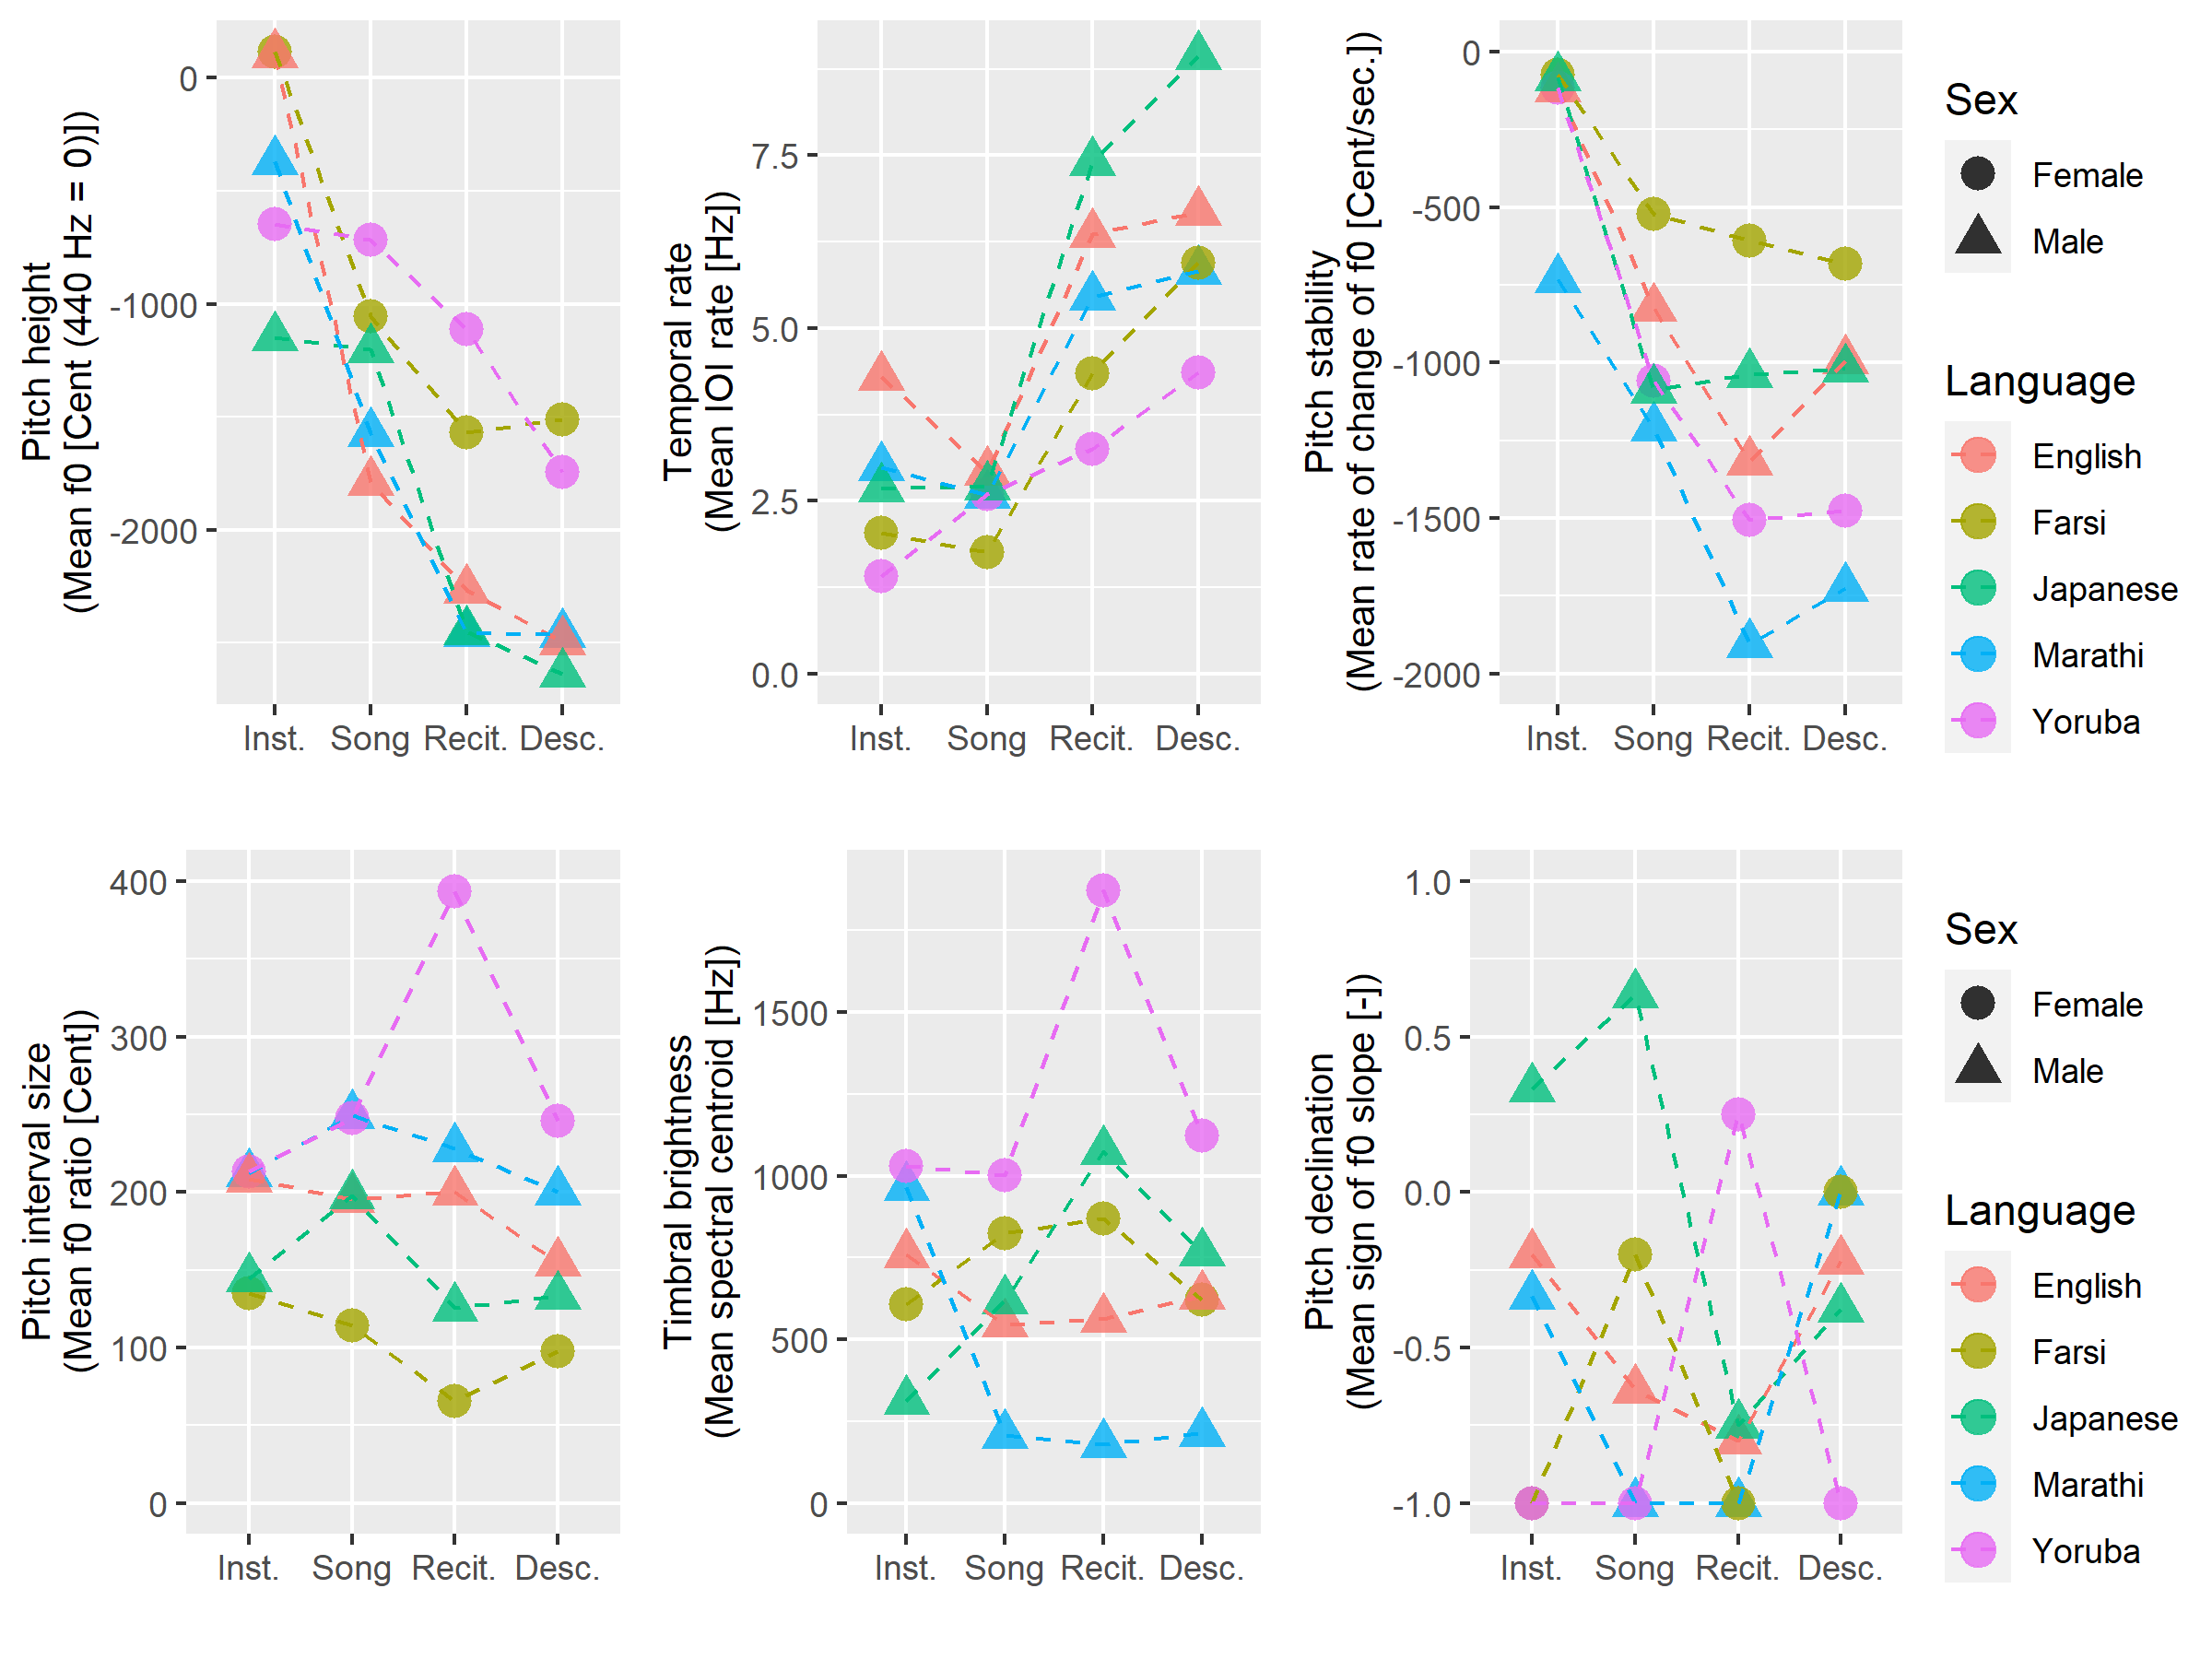 Pitch height
(Mean f0 [Cent (440 Hz = 0)])
0
-1000
-2000
Inst. Song Recit. Desc.
Temporal rate
(Mean IOI rate [Hz])
7.5
5.0
2.5
0.0
Inst. Song Recit. Desc.
Pitch stability
(Mean rate of change of f0 [Cent/sec.])
0
-500
-1000
-1500
-2000
Inst. Song Recit. Desc.
Sex
Female
Male
Language
English
Farsi
Japanese
Marathi
Yoruba
Pitch interval size
(Mean f0 ratio [Cent])
400
300
200
100
0
Inst. Song Recit. Desc.
Timbral brightness
(Mean spectral centroid [Hz])
1500
1000
500
0
Inst. Song Recit. Desc.
Pitch declination
(Mean sign of f0 slope [-])
1.0
0.5
0.0
-0.5
-1.0
Inst. Song Recit. Desc.
Sex
Female
Male
Language
English
Farsi
Japanese
Marathi
Yoruba